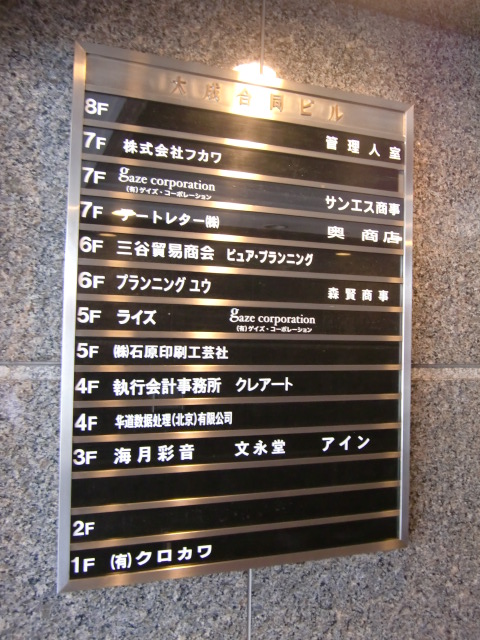 大成合同ビル
8F 管理人室
7F 株式会社フカワ
7F gaze corporation サンエス商事
(有)ゲイズ・コーポレーション
7F アートレター㈱ 奥 商店
6F 三谷貿易商会 ピュア・プランニング
6F プランニング ユウ 森賢商事
5F ライズ gaze corporation
(有)ゲイズ・コーポレーション
5F ㈱石原印刷工芸社
4F 執行会計事務所 クレアート
4F 华道数据处理(北京)有限公司
3F 海月彩音 文永堂 アイン
2F
1F (有)クロカワ